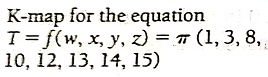 K-map for the equation
T = f(w, x, y, z) = π (1, 3, 8,
10, 12, 13, 14, 15)